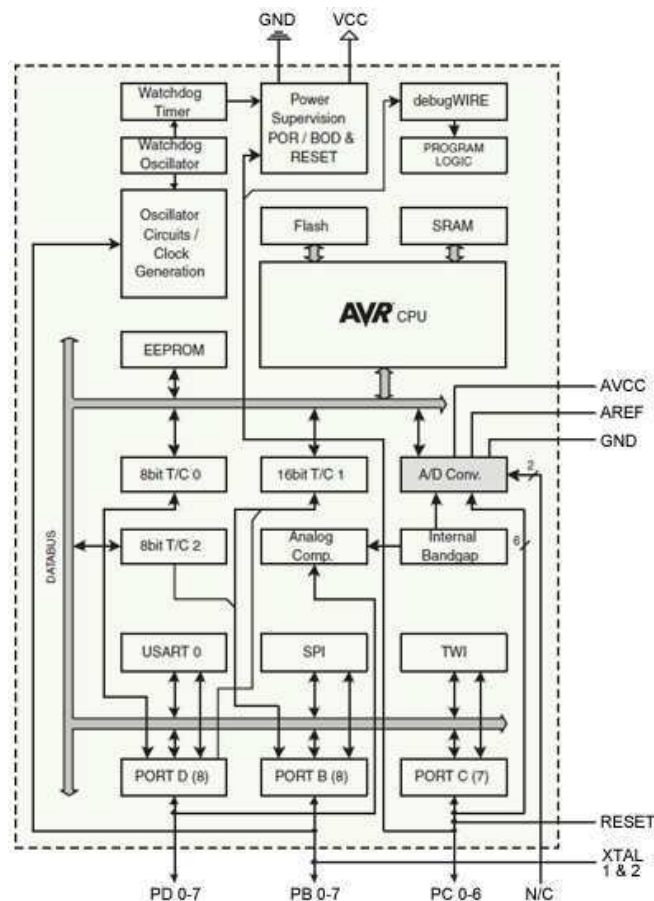 GND
VCC
Watchdog
Timer
Power
Supervision
POR / BOD &
RESET
debugWIRE
PROGRAM
LOGIC
Watchdog
Oscillator
Oscillator
Circuits /
Clock
Generation
Flash
SRAM
AVR CPU
EEPROM
AVCC
AREF
GND
8bit T/C 0
16bit T/C 1
A/D Conv.
2
8bit T/C 2
Analog
Comp.
Internal
Bandgap
6
DATABUS
USART 0
SPI
TWI
PORT D (8)
PORT B (8)
PORT C (7)
RESET
XTAL
1 & 2
PD 0-7
PB 0-7
PC 0-6
N/C